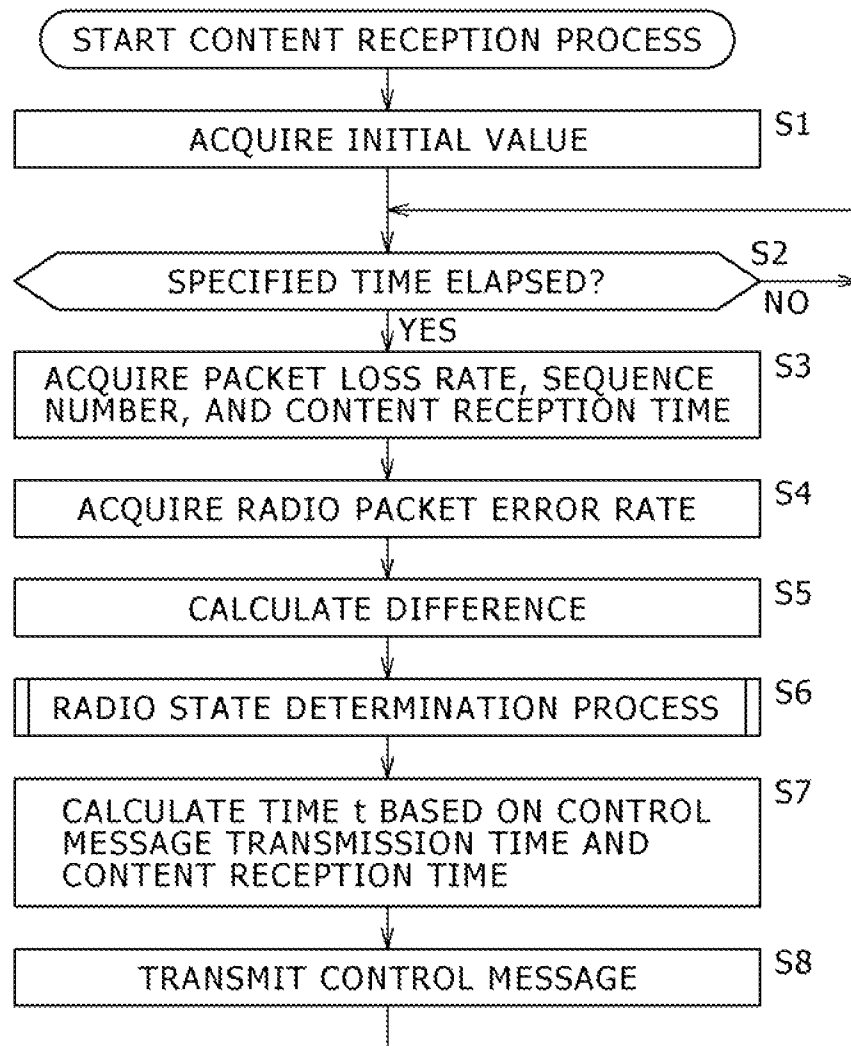 START CONTENT RECEPTION PROCESS
S1
ACQUIRE INITIAL VALUE
S2
SPECIFIED TIME ELAPSED?
NO
YES
S3
ACQUIRE PACKET LOSS RATE, SEQUENCE
NUMBER, AND CONTENT RECEPTION TIME
S4
ACQUIRE RADIO PACKET ERROR RATE
S5
CALCULATE DIFFERENCE
S6
RADIO STATE DETERMINATION PROCESS
S7
CALCULATE TIME t BASED ON CONTROL
MESSAGE TRANSMISSION TIME AND
CONTENT RECEPTION TIME
S8
TRANSMIT CONTROL MESSAGE